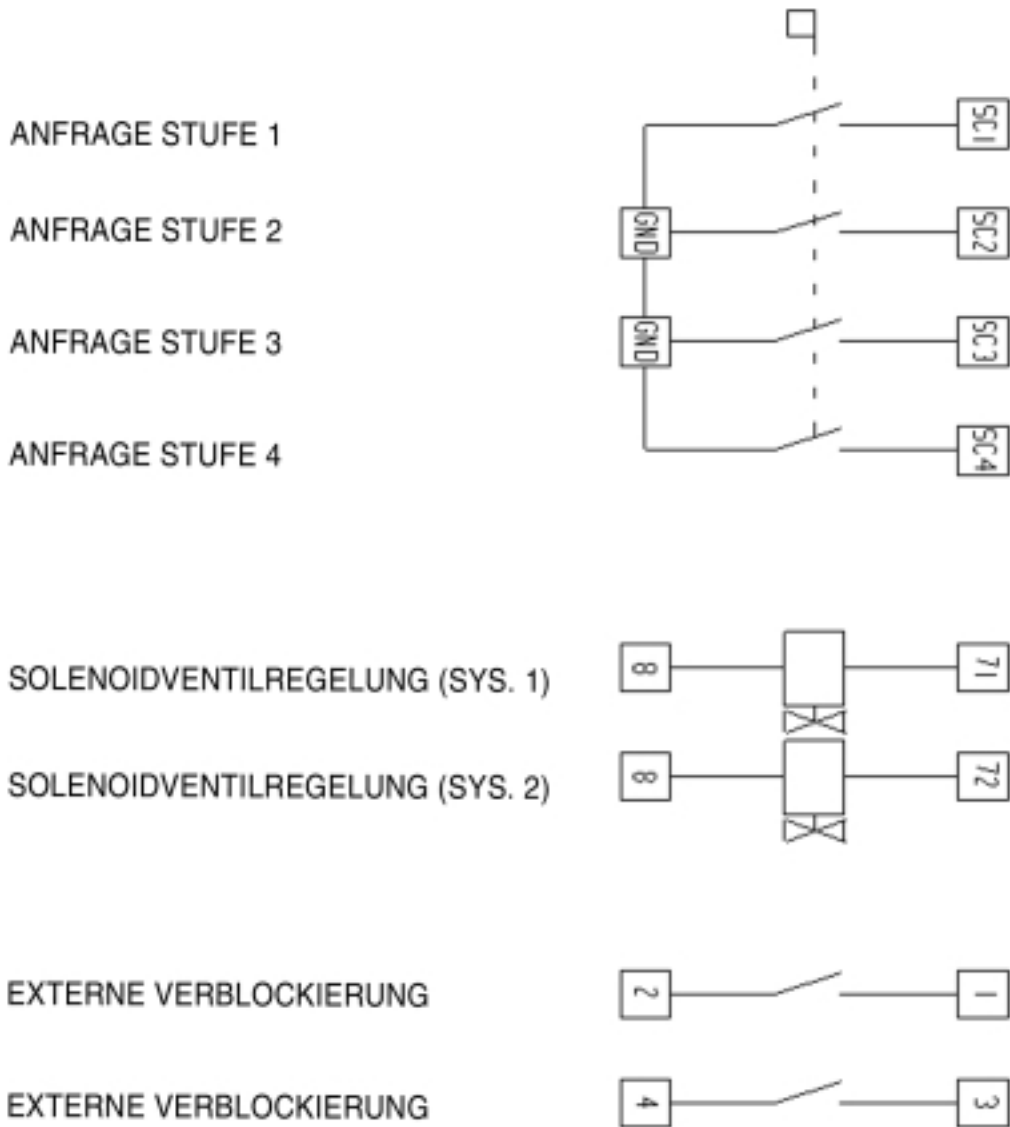 ANFRAGE STUFE 1 SC1
ANFRAGE STUFE 2 GND SC2
ANFRAGE STUFE 3 GND SC3
ANFRAGE STUFE 4 SC4
SOLENOIDVENTILREGELUNG (SYS. 1) 8 71
SOLENOIDVENTILREGELUNG (SYS. 2) 8 72
EXTERNE VERBLOCKIERUNG 2 1
EXTERNE VERBLOCKIERUNG 4 3